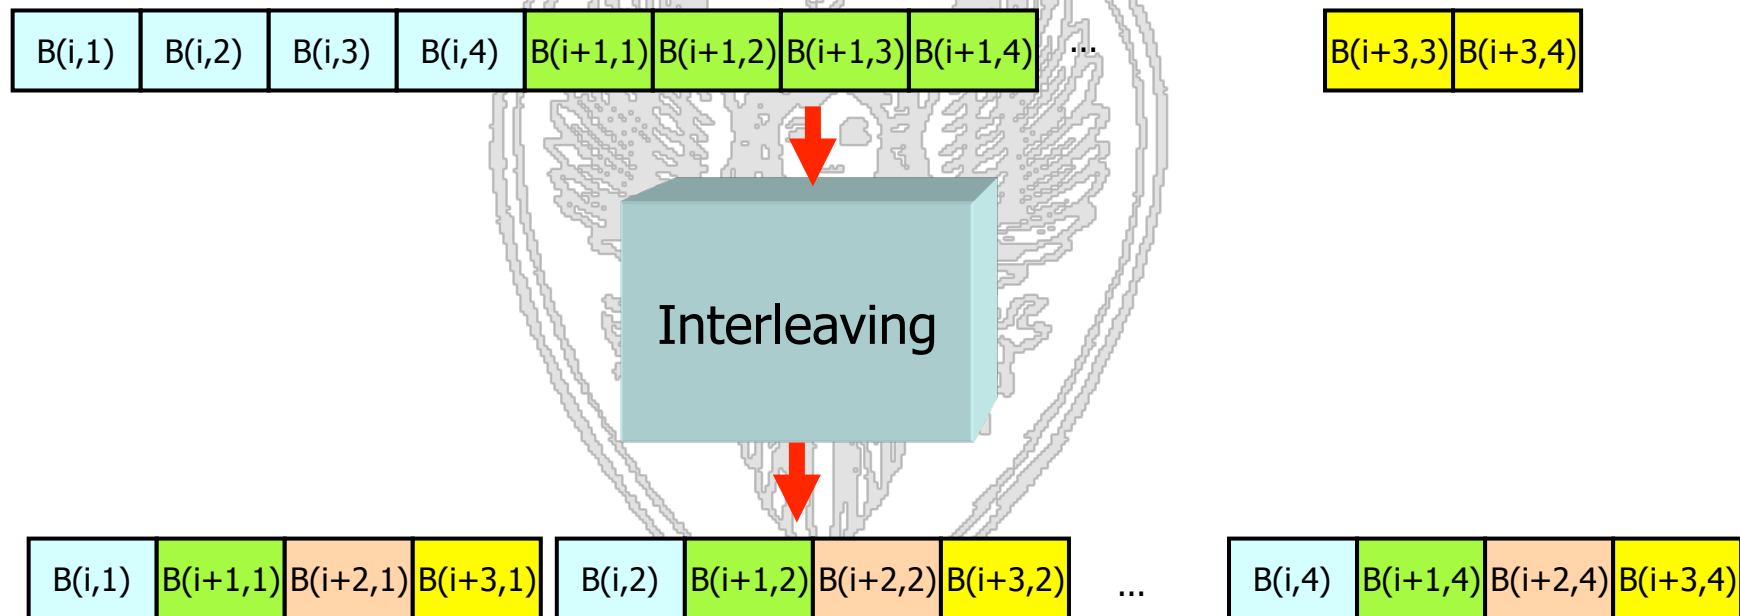 B(i,1) B(i,2) B(i,3) B(i,4) B(i+1,1) B(i+1,2) B(i+1,3) B(i+1,4) ... B(i+3,3) B(i+3,4)
Interleaving
B(i,1) B(i+1,1) B(i+2,1) B(i+3,1) B(i,2) B(i+1,2) B(i+2,2) B(i+3,2) ... B(i,4) B(i+1,4) B(i+2,4) B(i+3,4)